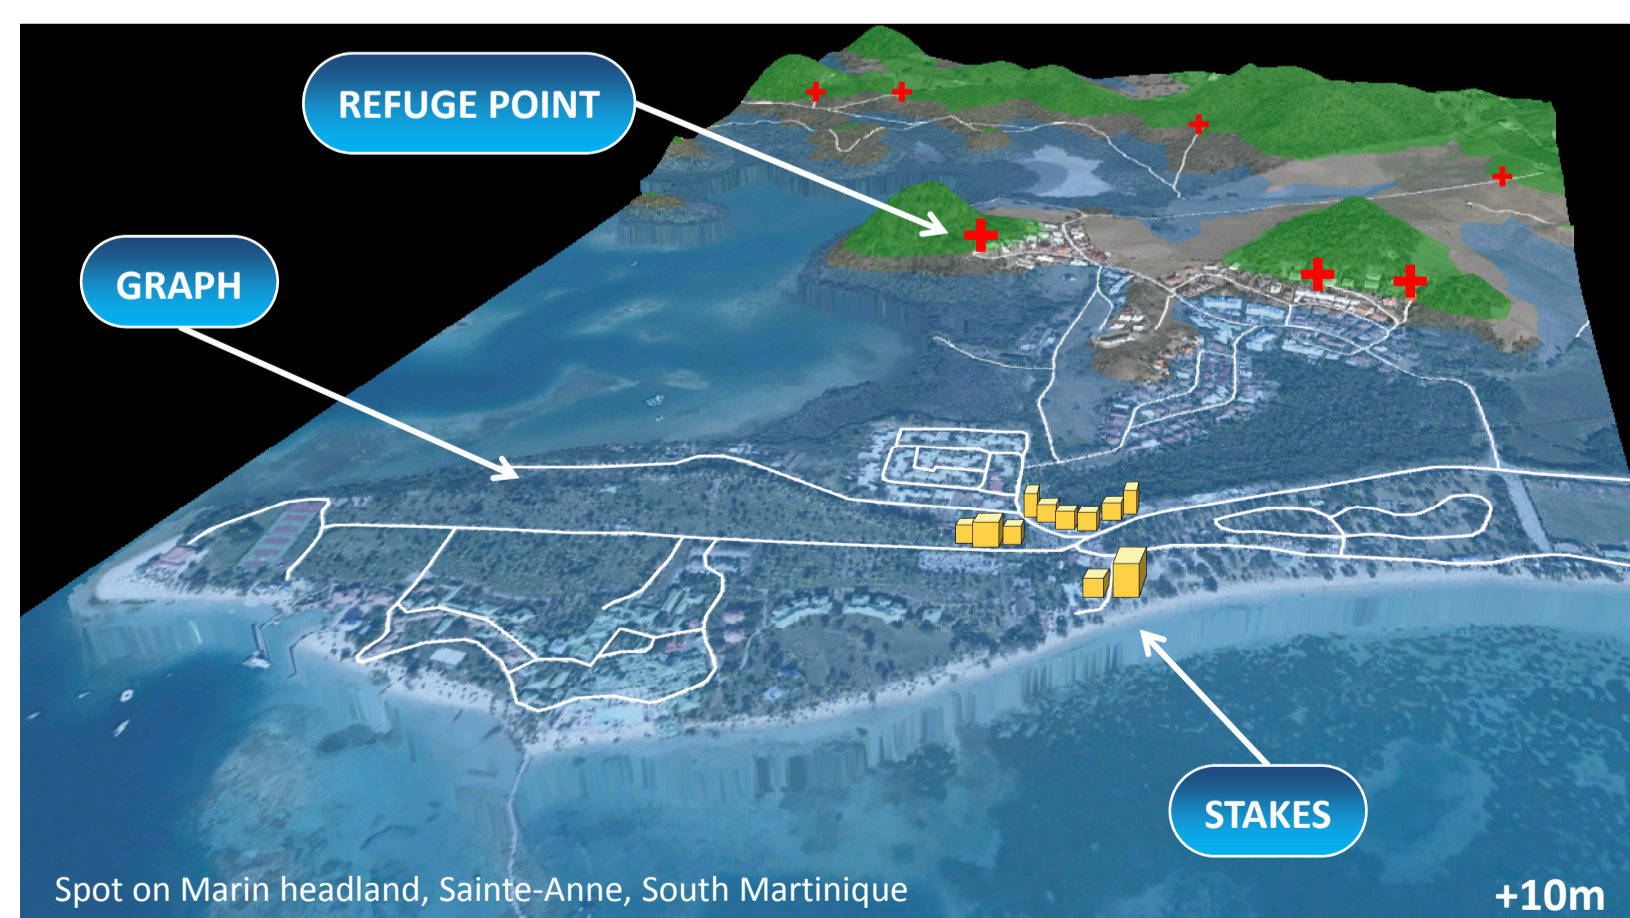 REFUGE POINT
GRAPH
STAKES
Spot on Marin headland, Sainte-Anne, South Martinique
+10m